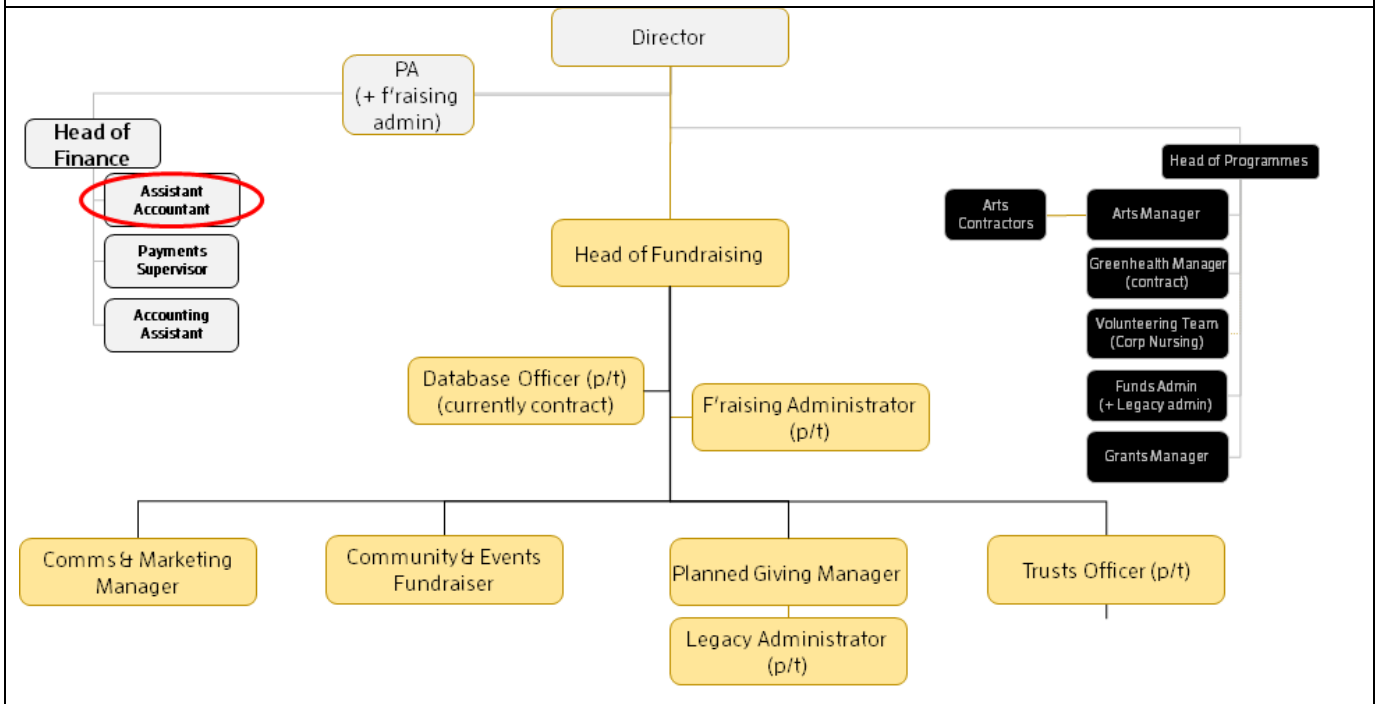 Director
PA
(+ f'raising
admin)
Head of
Finance
Assistant
Accountant
Payments
Supervisor
Accounting
Assistant
Head of Programmes
Arts
Contractors
Arts Manager
Greenhealth Manager
(contract)
Volunteering Team
(Corp Nursing)
Funds Admin
(+ Legacy admin)
Grants Manager
Head of Fundraising
Database Officer (p/t)
(currently contract)
F'raising Administrator
(p/t)
Comms & Marketing
Manager
Community & Events
Fundraiser
Planned Giving Manager
Trusts Officer (p/t)
Legacy Administrator
(p/t)